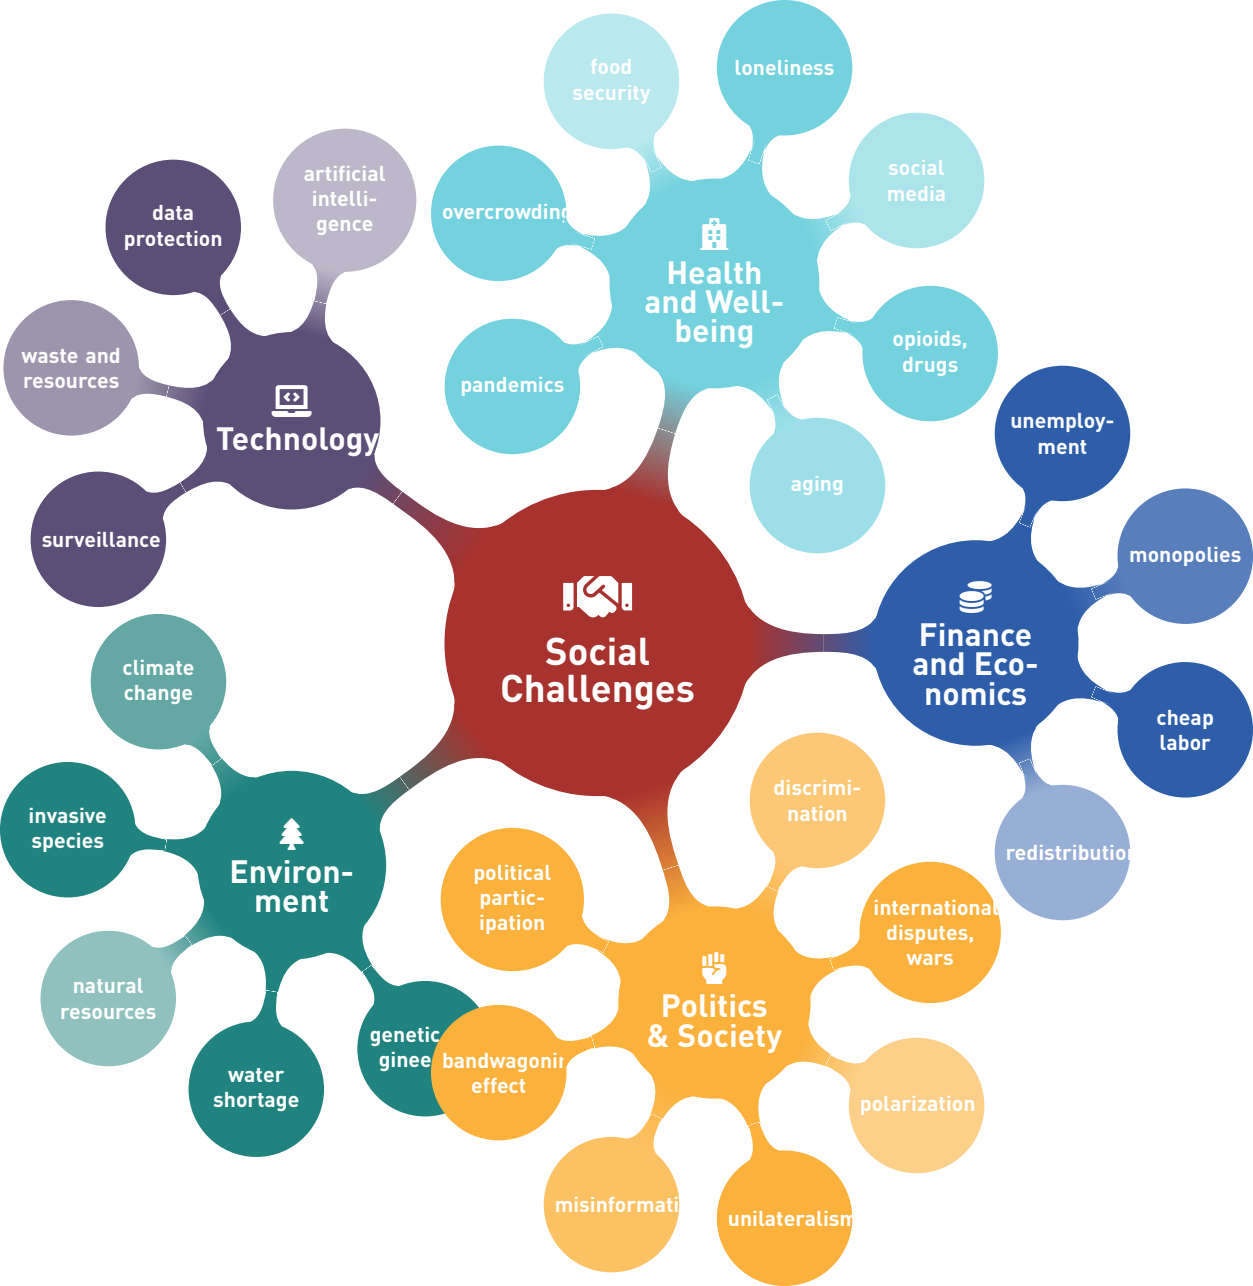 Social
Challenges
Health
and Well-
being
pandemics
overcrowding
food
security
loneliness
social
media
opioids,
drugs
aging
Technology
artificial
intelli-
gence
data
protection
waste and
resources
surveillance
Environ-
ment
climate
change
invasive
species
natural
resources
water
shortage
genetic
ginee
Politics
& Society
political
partic-
ipation
bandwagonin
effect
misinformati
unilateralism
polarization
international
disputes,
wars
discrimi-
nation
Finance
and Eco-
nomics
unemploy-
ment
monopolies
cheap
labor
redistribution